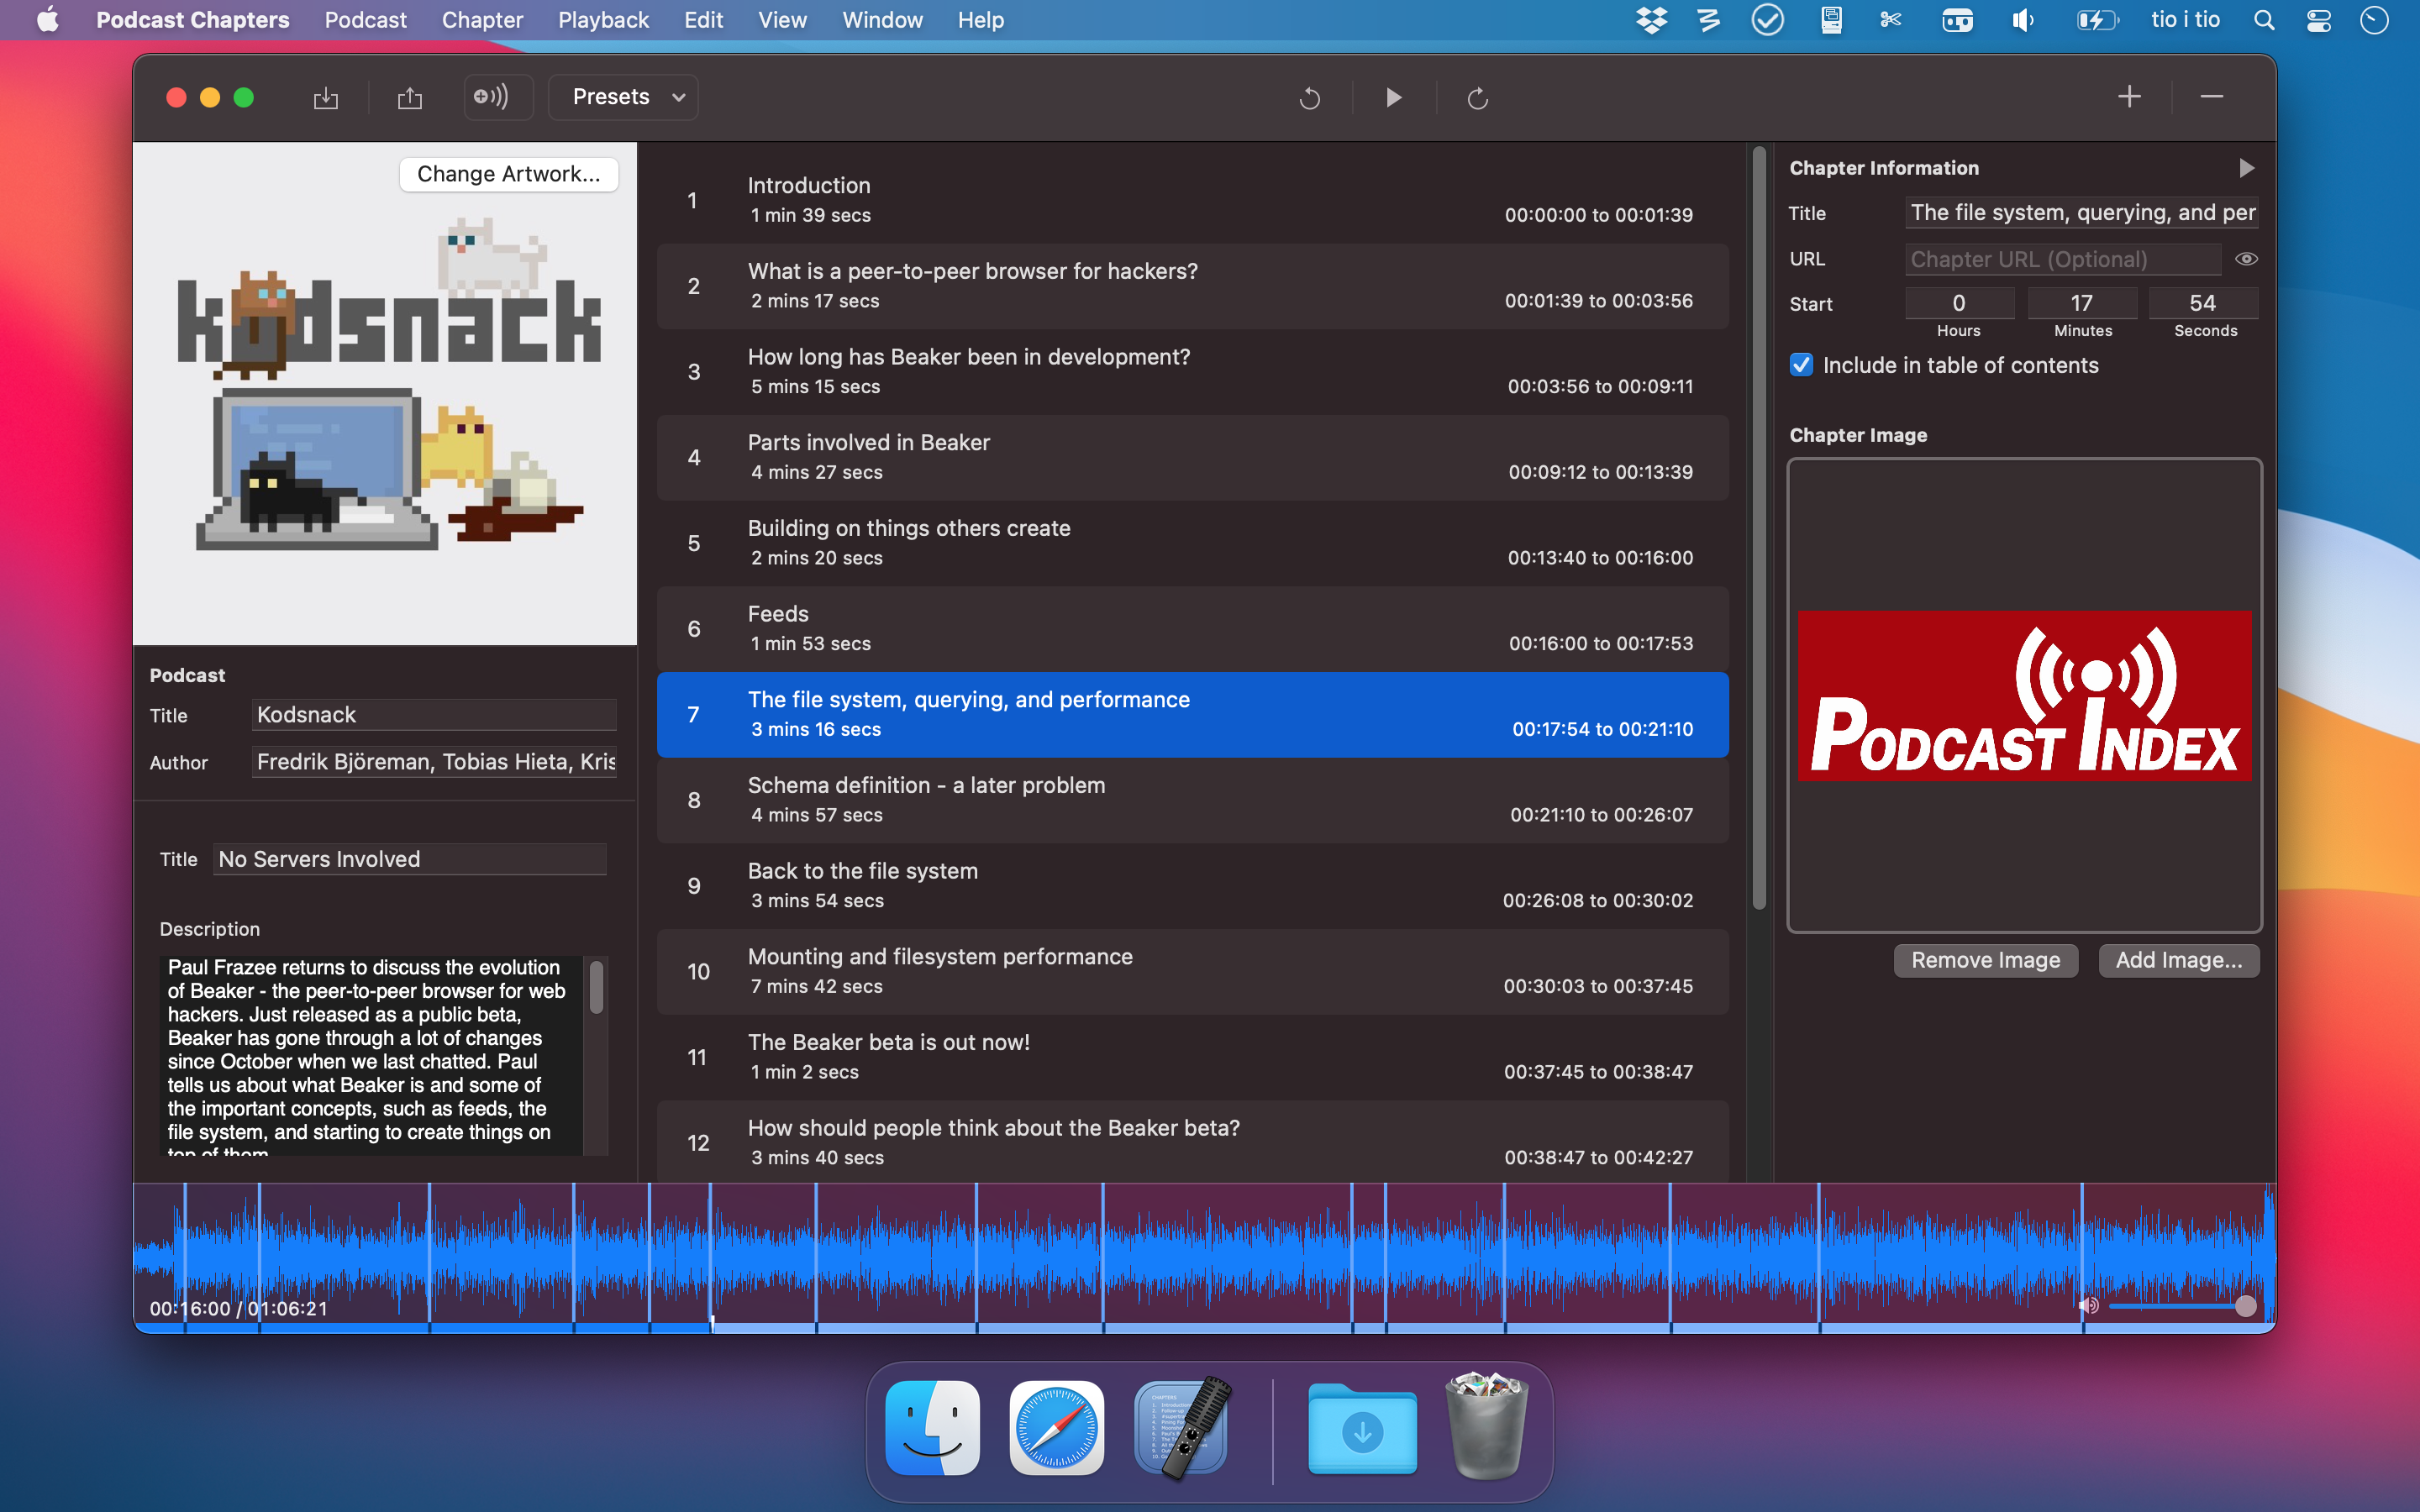 Podcast Chapters Podcast Chapter Playback Edit View Window Help
tio i tio
Presets
Change Artwork...
kodsnack
Podcast
Title Kodsnack
Author Fredrik Björeman, Tobias Hieta, Kris
Title No Servers Involved
Description
Paul Frazee returns to discuss the evolution
of Beaker - the peer-to-peer browser for web
hackers. Just released as a public beta,
Beaker has gone through a lot of changes
since October when we last chatted. Paul
tells us about what Beaker is and some of
the important concepts, such as feeds, the
file system, and starting to create things on
top of them
1 Introduction
1 min 39 secs 00:00:00 to 00:01:39
2 What is a peer-to-peer browser for hackers?
2 mins 17 secs 00:01:39 to 00:03:56
3 How long has Beaker been in development?
5 mins 15 secs 00:03:56 to 00:09:11
4 Parts involved in Beaker
4 mins 27 secs 00:09:12 to 00:13:39
5 Building on things others create
2 mins 20 secs 00:13:40 to 00:16:00
6 Feeds
1 min 53 secs 00:16:00 to 00:17:53
7 The file system, querying, and performance
3 mins 16 secs 00:17:54 to 00:21:10
8 Schema definition - a later problem
4 mins 57 secs 00:21:10 to 00:26:07
9 Back to the file system
3 mins 54 secs 00:26:08 to 00:30:02
10 Mounting and filesystem performance
7 mins 42 secs 00:30:03 to 00:37:45
11 The Beaker beta is out now!
1 min 2 secs 00:37:45 to 00:38:47
12 How should people think about the Beaker beta?
3 mins 40 secs 00:38:47 to 00:42:27
Chapter Information
Title The file system, querying, and per
URL Chapter URL (Optional)
Start 0 17 54
Hours Minutes Seconds
Include in table of contents
Chapter Image
PODCAST INDEX
Remove Image Add Image...
00:16:00 / 01:06:21
CHAPTERS